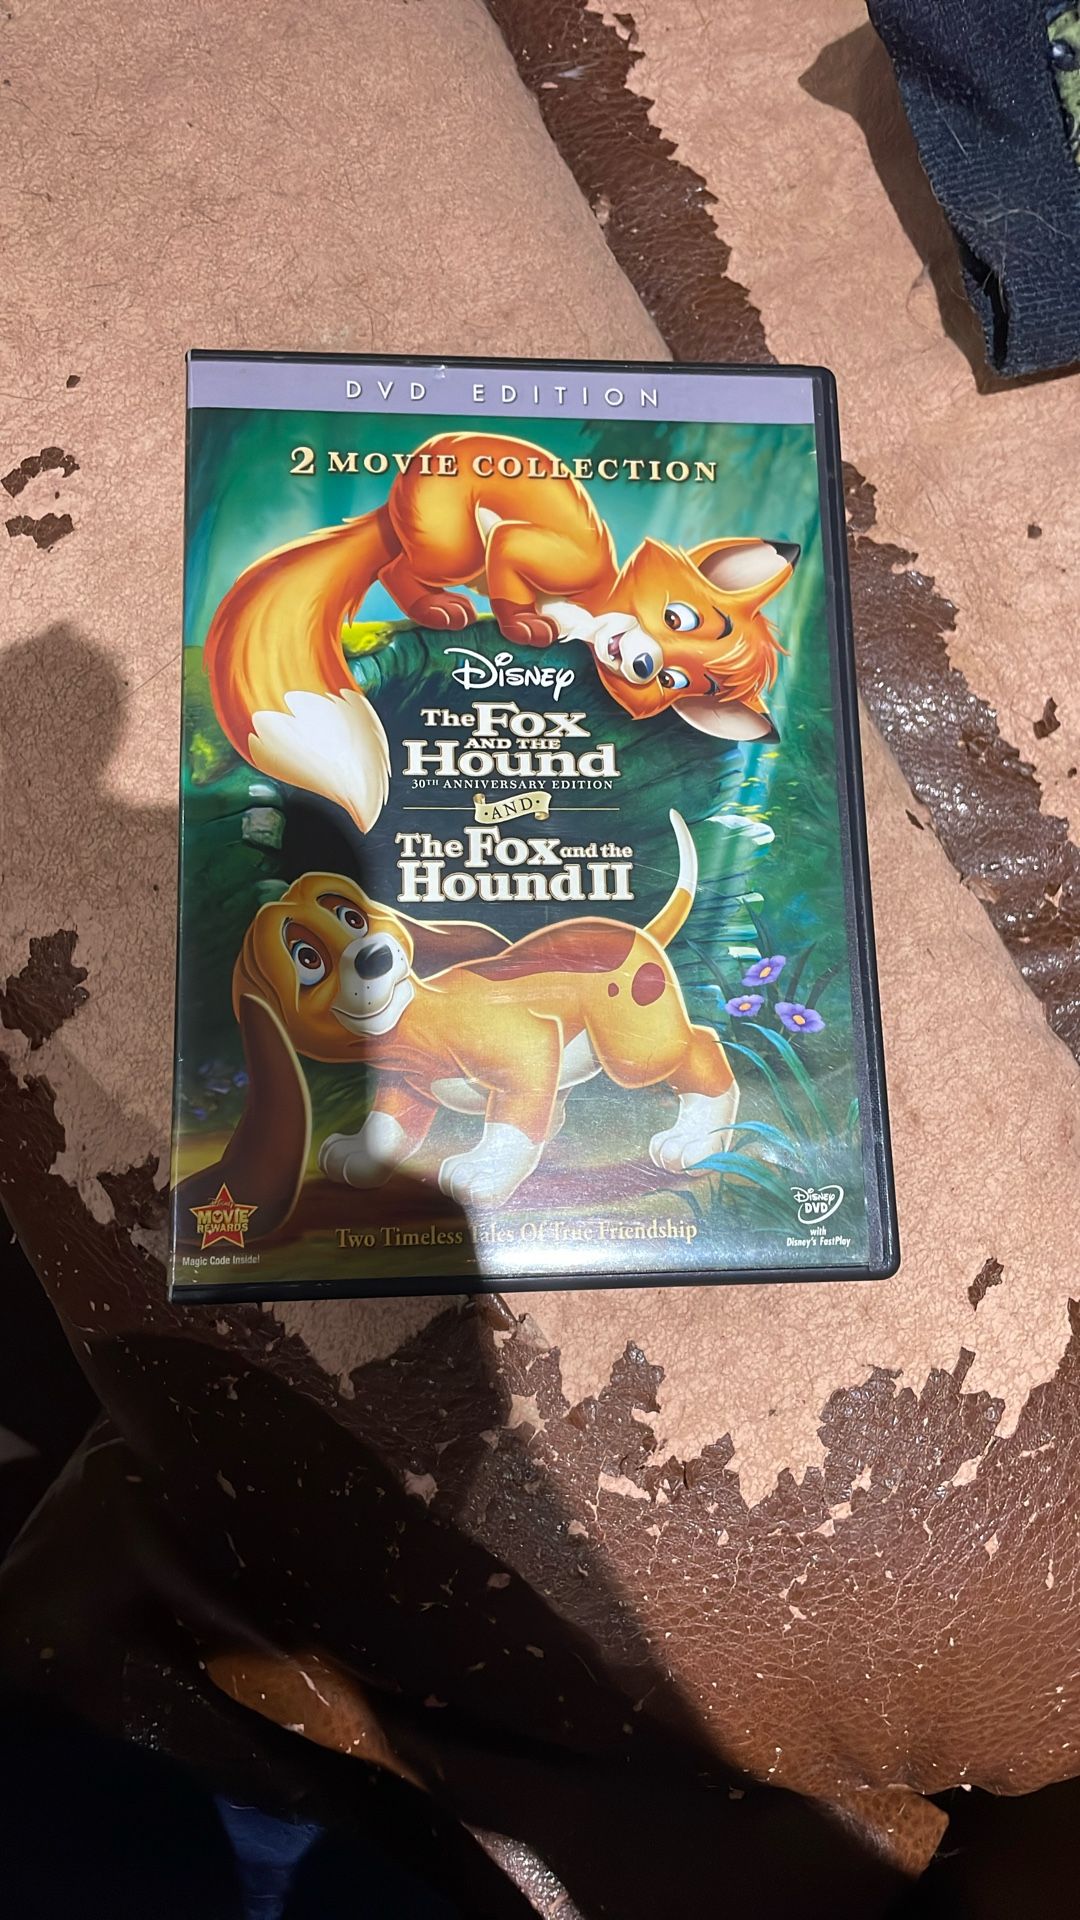 DVD EDITION
2 MOVIE COLLECTION
Disney
The Fox
AND THE
Hound
30TH ANNIVERSARY EDITION
·AND·
The Fox and the
Hound II
Disney
MOVIE
REWARDS
Magic Code Inside!
Two Timeless Tales Of True Friendship
Disney
DVD
with
Disney's FastPlay